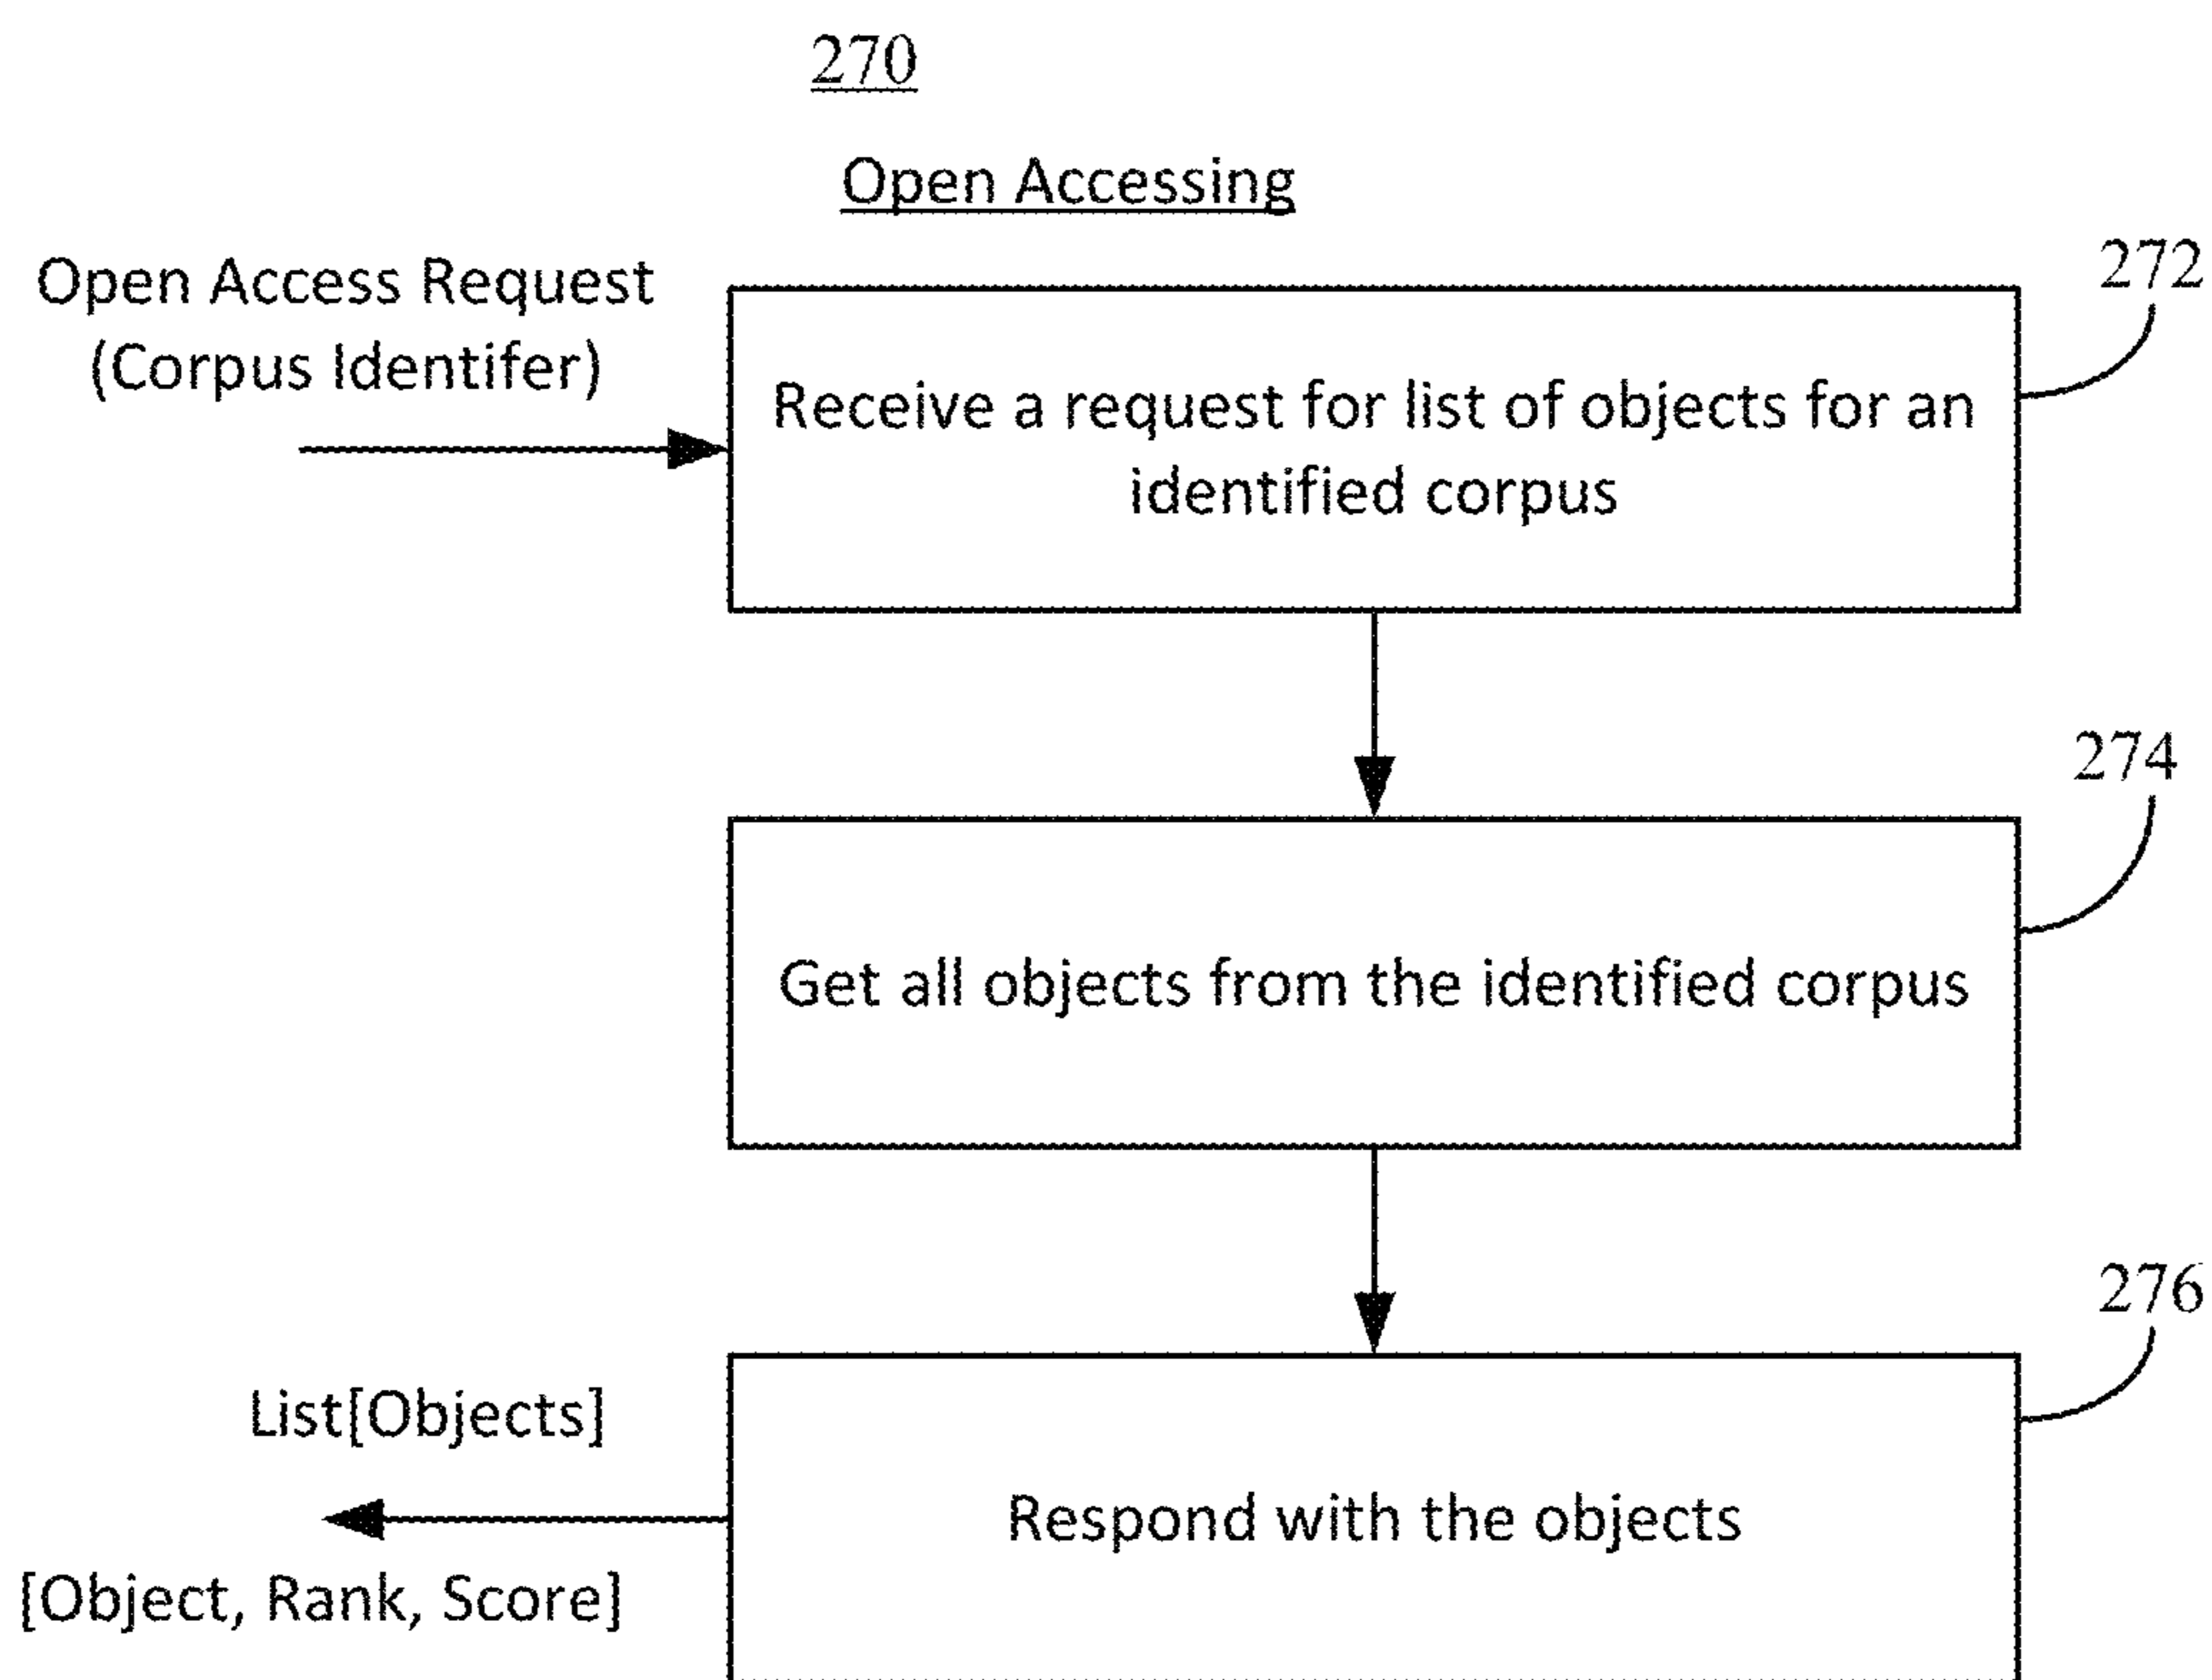 270
Open Accessing
Open Access Request
(Corpus Identifer)
272
Receive a request for list of objects for an
identified corpus
274
Get all objects from the identified corpus
276
List[Objects]
Respond with the objects
[Object, Rank, Score]